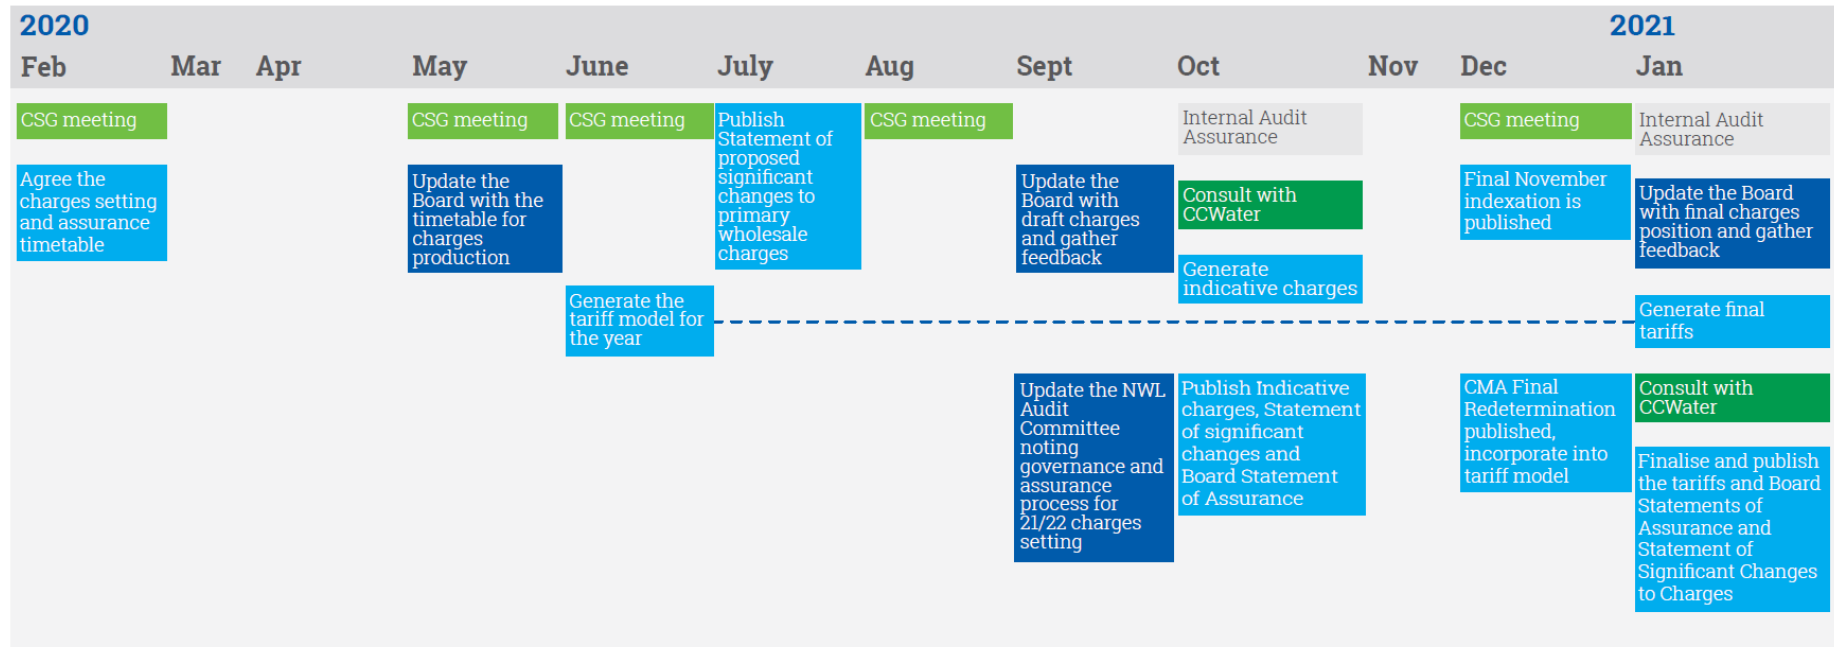 2020
2021
Feb
Mar
Apr
May
June
July
Aug
Sept
Oct
Nov
Dec
Jan
CSG meeting
Agree the
charges setting
and assurance
timetable
CSG meeting
Update the
Board with the
timetable for
charges
production
CSG meeting
Generate the
tariff model for
the year
Publish
Statement of
proposed
significant
changes to
primary
wholesale
charges
CSG meeting
Update the
Board with
draft charges
and gather
feedback
Update the NWL
Audit
Committee
noting
governance and
assurance
process for
21/22 charges
setting
Internal Audit
Assurance
Consult with
CCWater
Generate
indicative charges
Publish Indicative
charges, Statement
of significant
changes and
Board Statement
of Assurance
CSG meeting
Final November
indexation is
published
CMA Final
Redetermination
published,
incorporate into
tariff model
Internal Audit
Assurance
Update the Board
with final charges
position and gather
feedback
Generate final
tariffs
Consult with
CCWater
Finalise and publish
the tariffs and Board
Statements of
Assurance and
Statement of
Significant Changes
to Charges